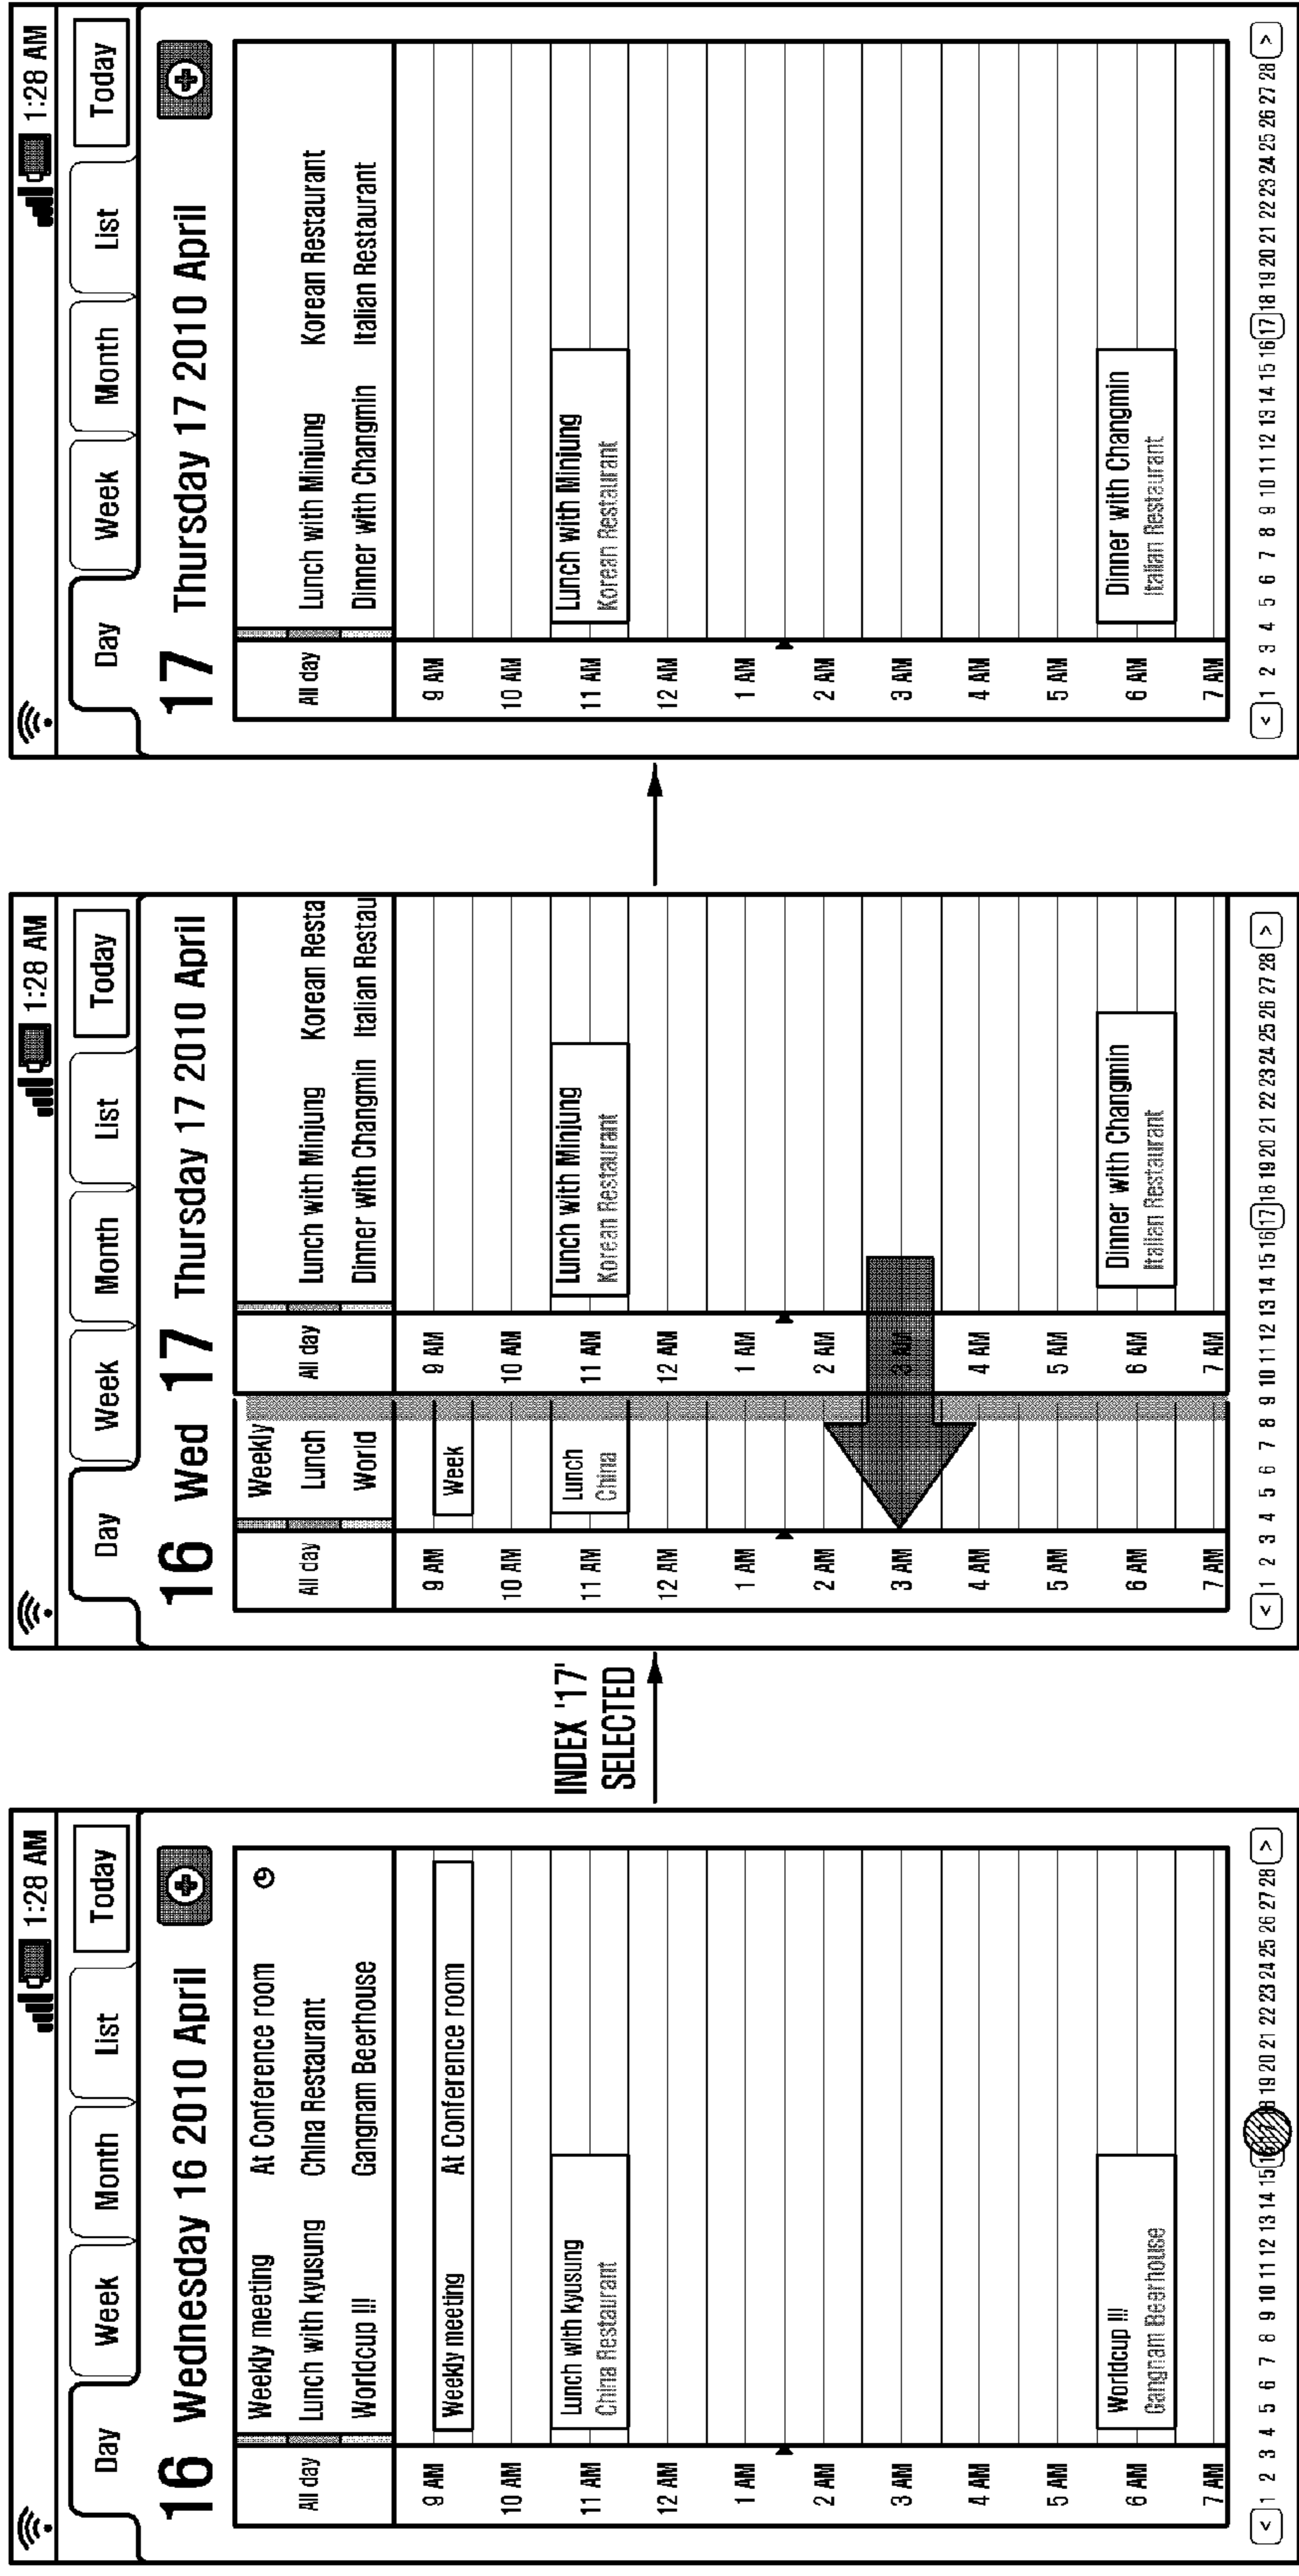 1:28 AM
Day Week Month List Today
16 Wednesday 16 2010 April
All day
Weekly meeting At Conference room
Lunch with kyusung China Restaurant
Worldcup !!! Gangnam Beerhouse
9 AM
Weekly meeting At Conference room
10 AM
11 AM
Lunch with kyusung
China Restaurant
12 AM
1 AM
2 AM
3 AM
4 AM
5 AM
6 AM
Worldcup !!!
Gangnam Beerhouse
7 AM
< 1 2 3 4 5 6 7 8 9 10 11 12 13 14 15 16 17 18 19 20 21 22 23 24 25 26 27 28 >
INDEX '17'
SELECTED
1:28 AM
Day Week Month List Today
16 Wed 17 Thursday 17 2010 April
All day
Weekly
Lunch
World
All day
Lunch with Minjung Korean Resta
Dinner with Changmin Italian Restau
9 AM Week 9 AM
10 AM 10 AM
11 AM Lunch 11 AM Lunch with Minjung
China Korean Restaurant
12 AM 12 AM
1 AM 1 AM
2 AM 2 AM
3 AM 3 AM
4 AM 4 AM
5 AM 5 AM
6 AM 6 AM Dinner with Changmin
Italian Restaurant
7 AM 7 AM
< 1 2 3 4 5 6 7 8 9 10 11 12 13 14 15 16 17 18 19 20 21 22 23 24 25 26 27 28 >
1:28 AM
Day Week Month List Today
17 Thursday 17 2010 April
All day
Lunch with Minjung Korean Restaurant
Dinner with Changmin Italian Restaurant
9 AM
10 AM
11 AM
Lunch with Minjung
Korean Restaurant
12 AM
1 AM
2 AM
3 AM
4 AM
5 AM
6 AM
Dinner with Changmin
Italian Restaurant
7 AM
< 1 2 3 4 5 6 7 8 9 10 11 12 13 14 15 16 17 18 19 20 21 22 23 24 25 26 27 28 >